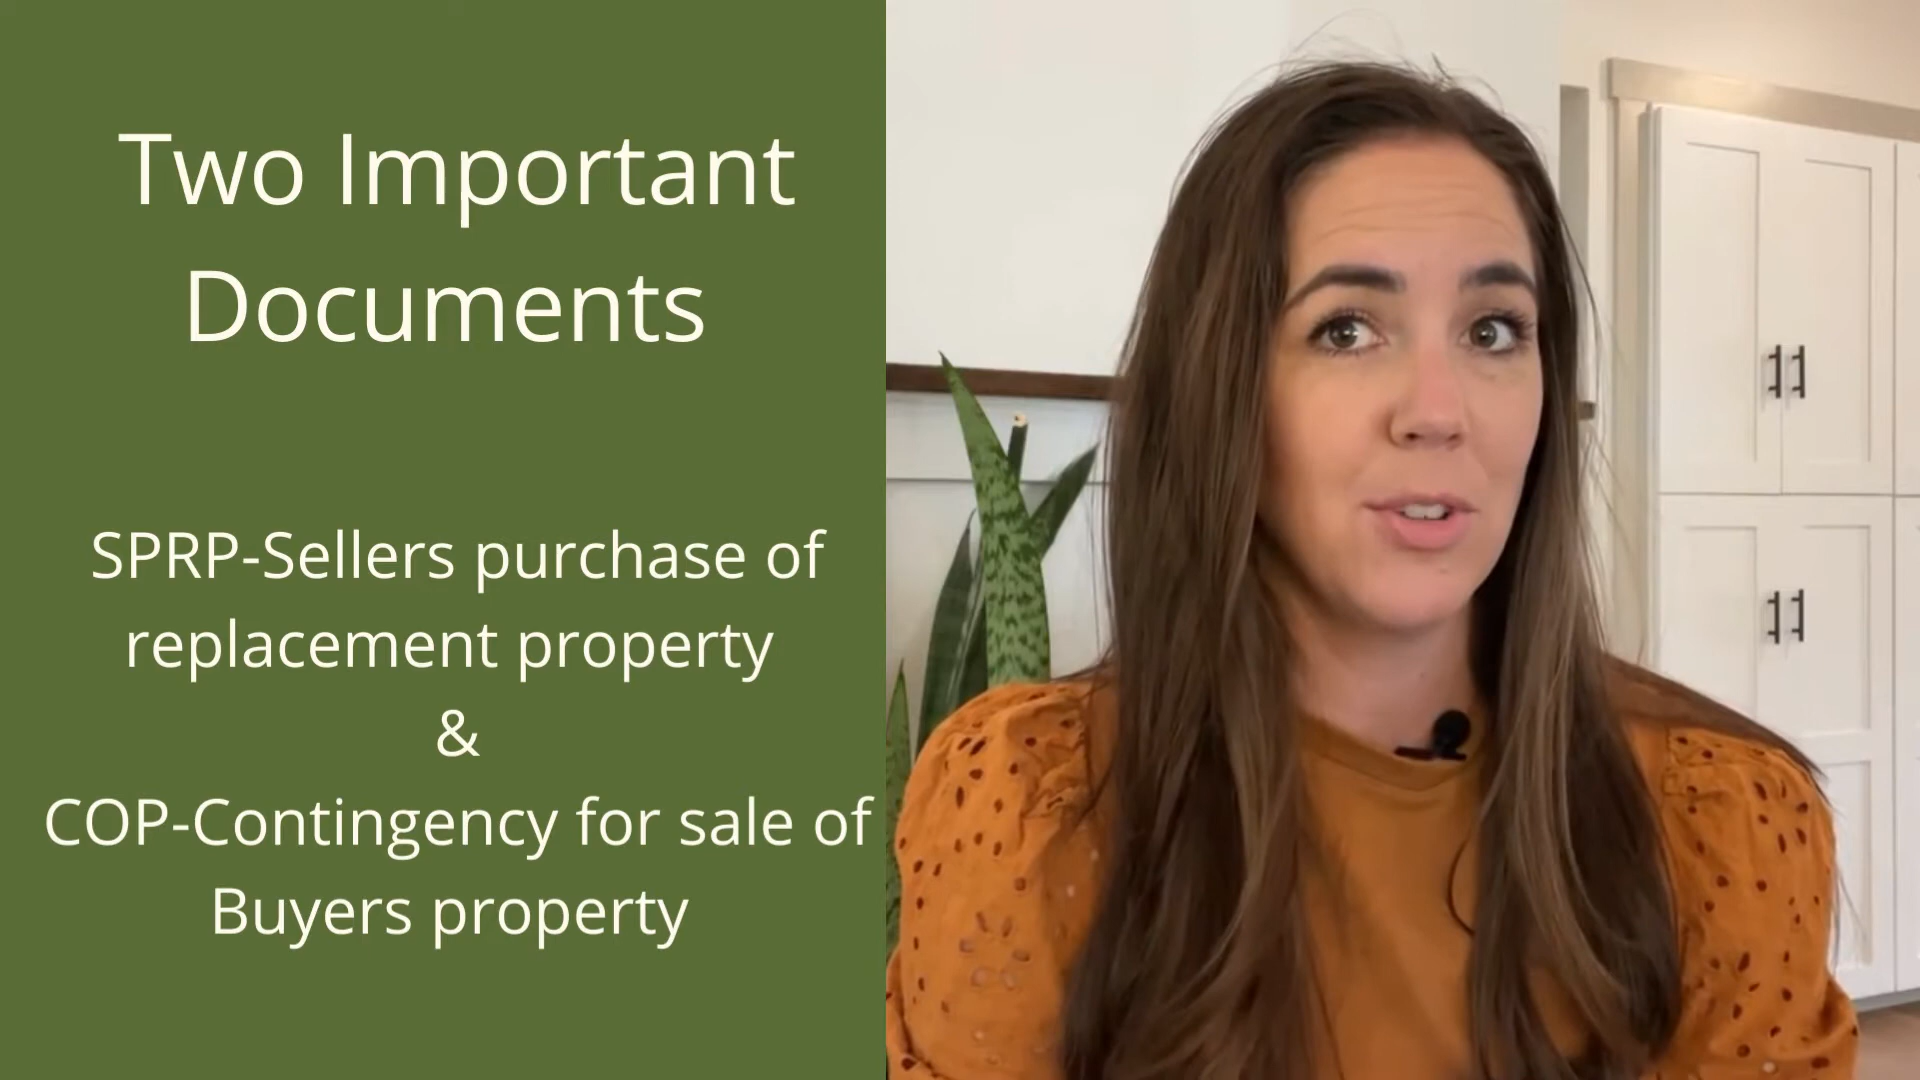 Two Important
Documents
SPRP-Sellers purchase of
replacement property
&
COP-Contingency for sale of
Buyers property